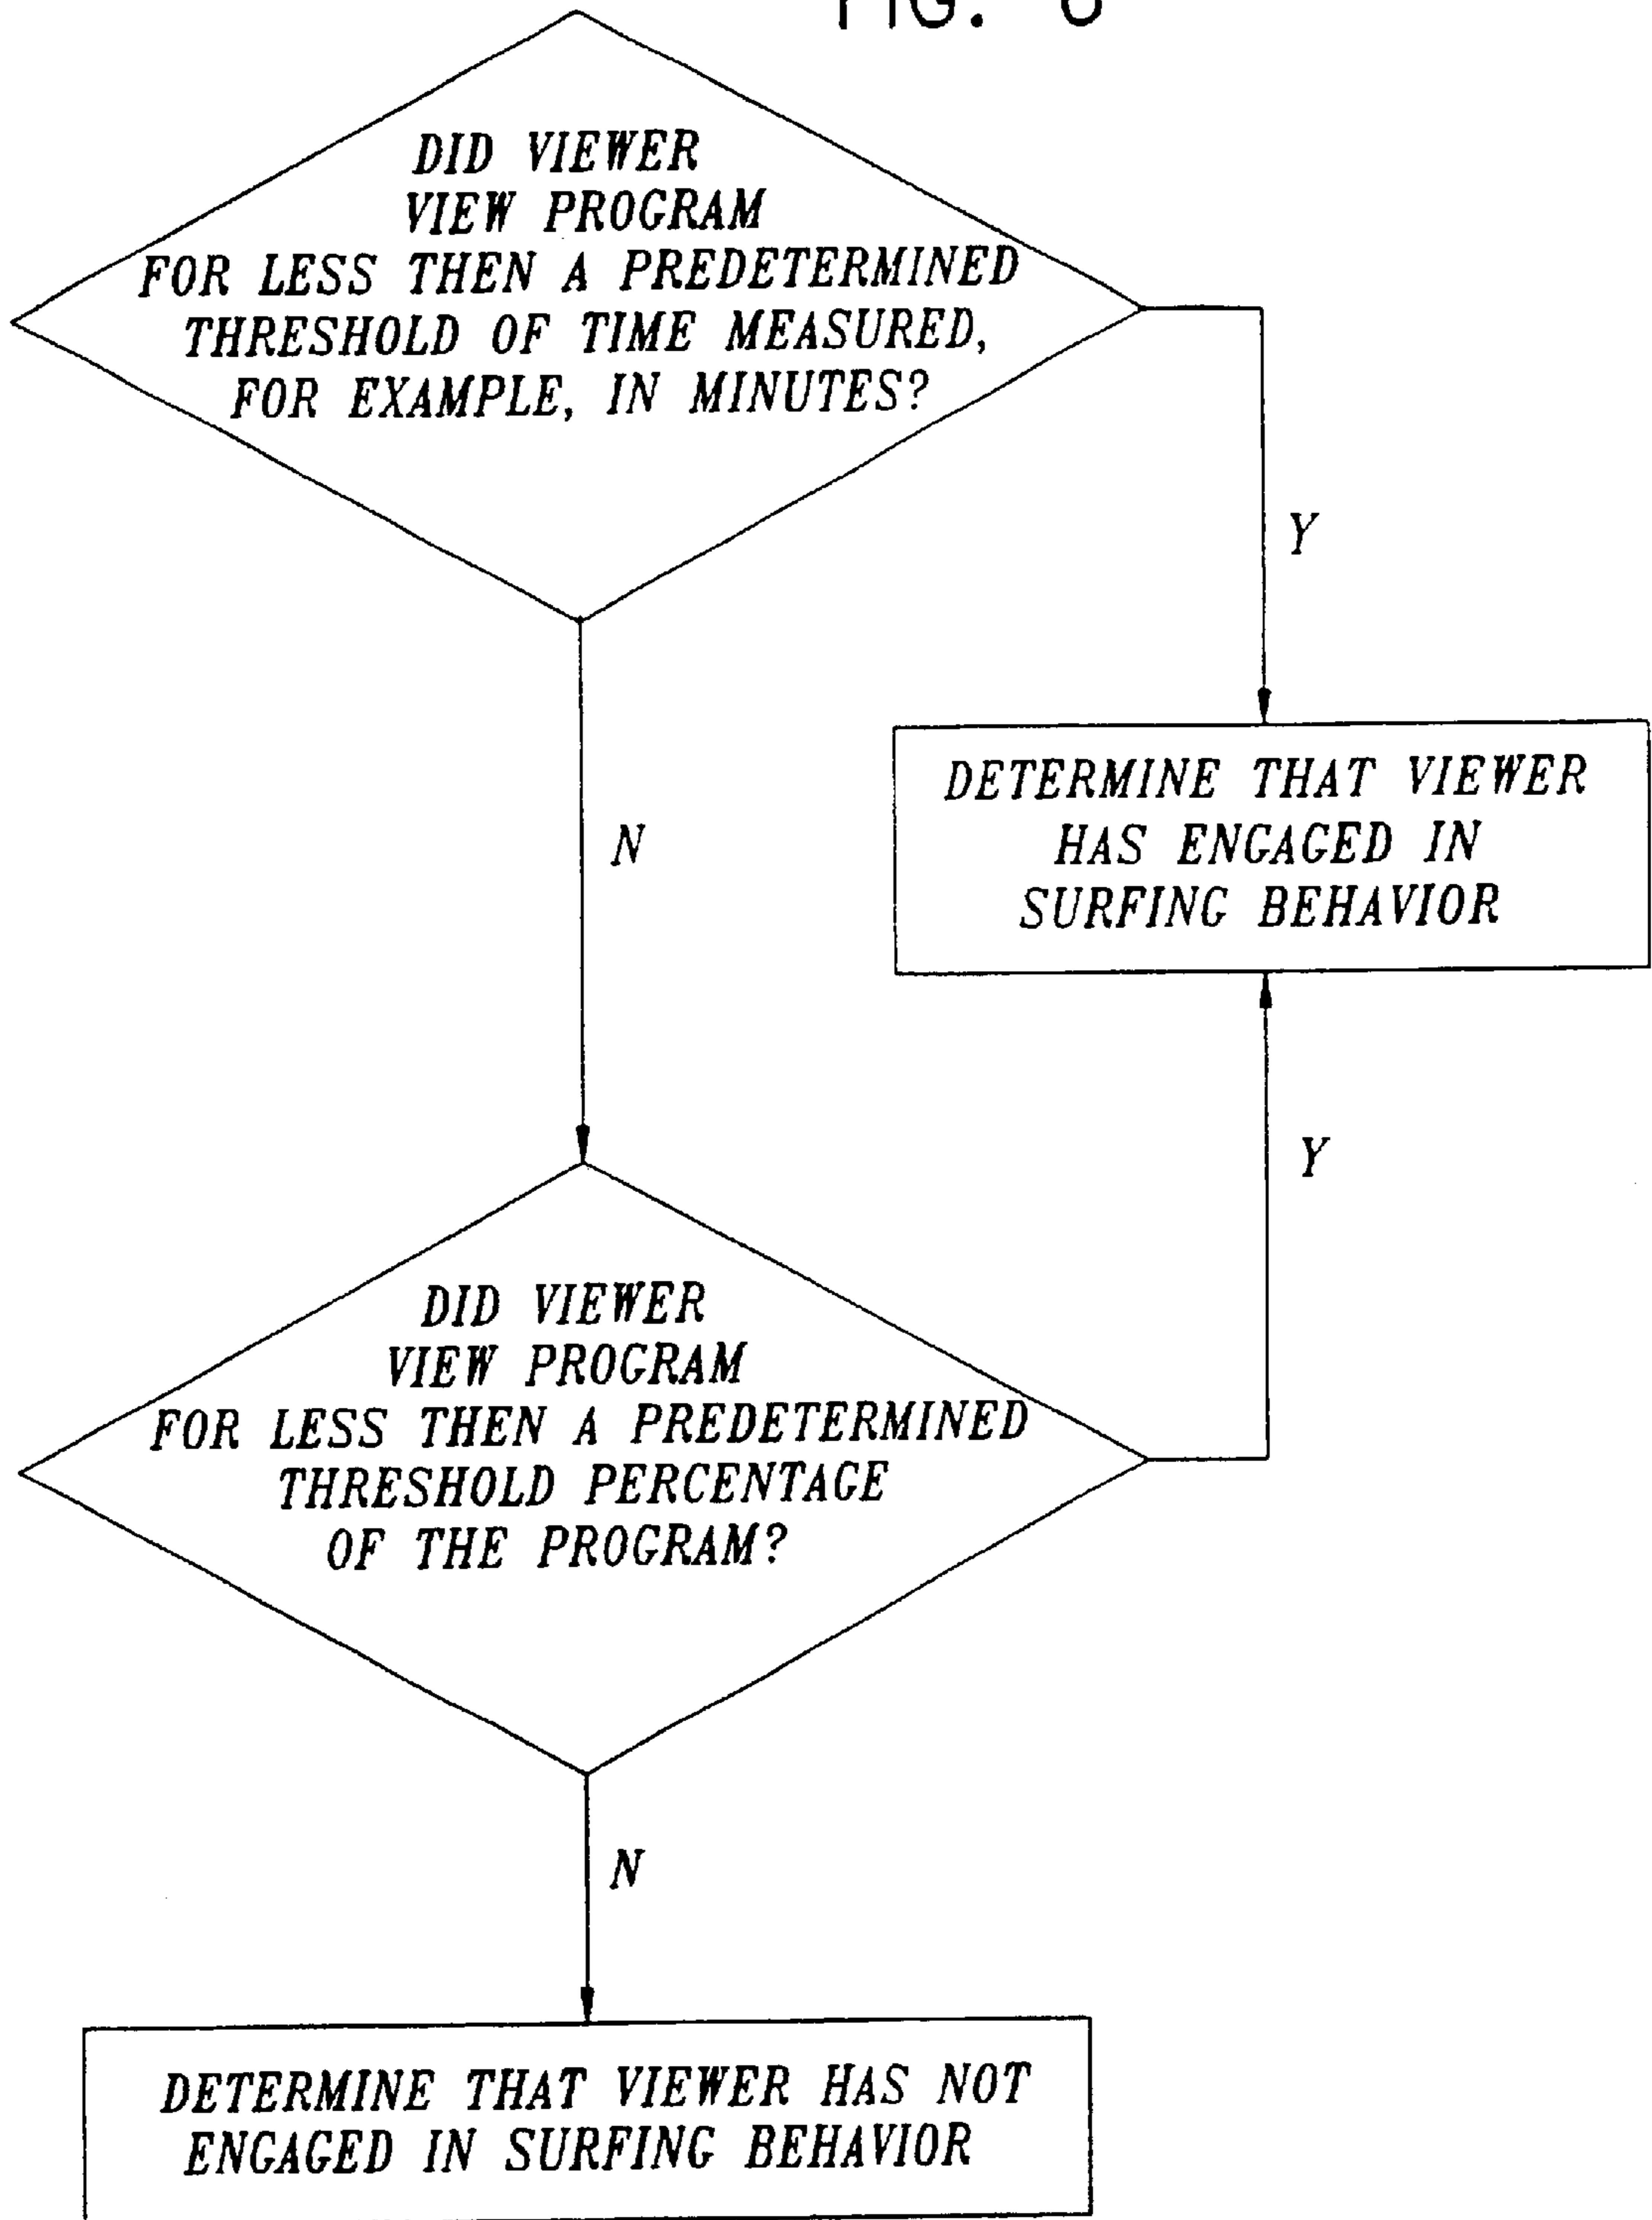 FIG.
DID VIEWER
VIEW PROGRAM
FOR LESS THEN A PREDETERMINED
THRESHOLD OF TIME MEASURED,
FOR EXAMPLE, IN MINUTES?
Y
N
DETERMINE THAT VIEWER
HAS ENGAGED IN
SURFING BEHAVIOR
Y
DID VIEWER
VIEW PROGRAM
FOR LESS THEN A PREDETERMINED
THRESHOLD PERCENTAGE
OF THE PROGRAM?
N
DETERMINE THAT VIEWER HAS NOT
ENGAGED IN SURFING BEHAVIOR